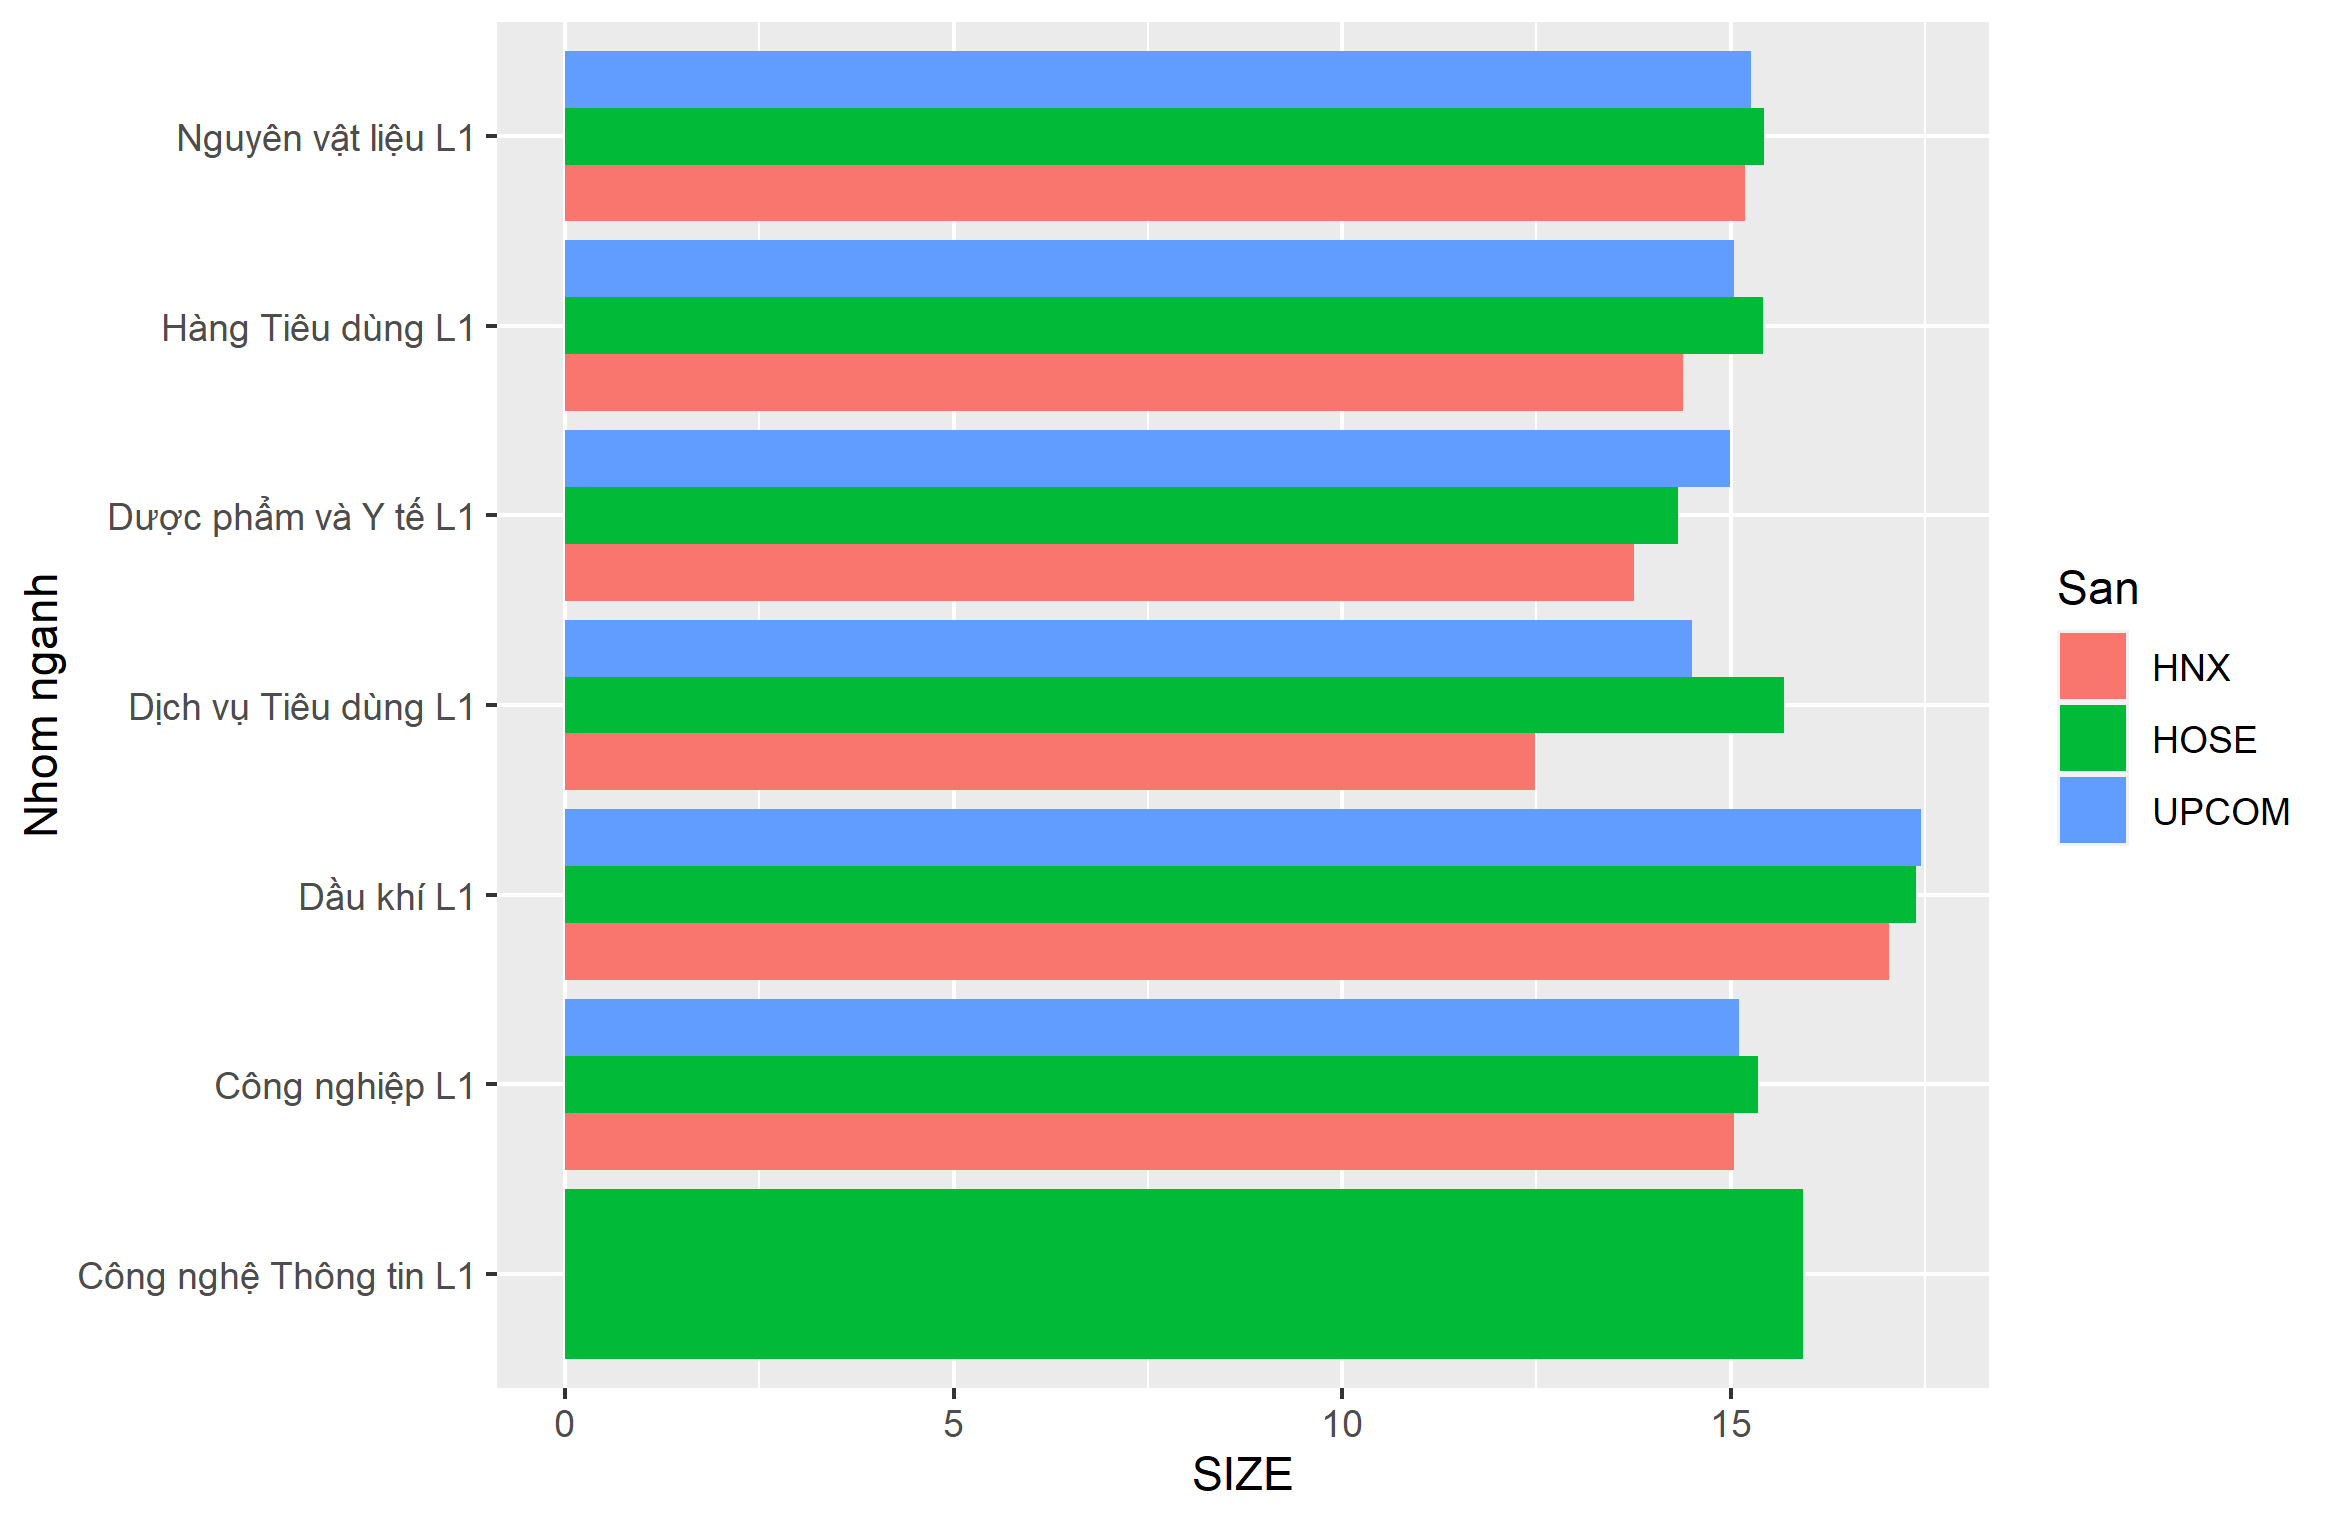 Nhom nganh
Nguyên vật liệu L1
Hàng Tiêu dùng L1
Dược phẩm và Y tế L1
Dịch vụ Tiêu dùng L1
Dầu khí L1
Công nghiệp L1
Công nghệ Thông tin L1
0 5 10 15
SIZE
San
HNX
HOSE
UPCOM